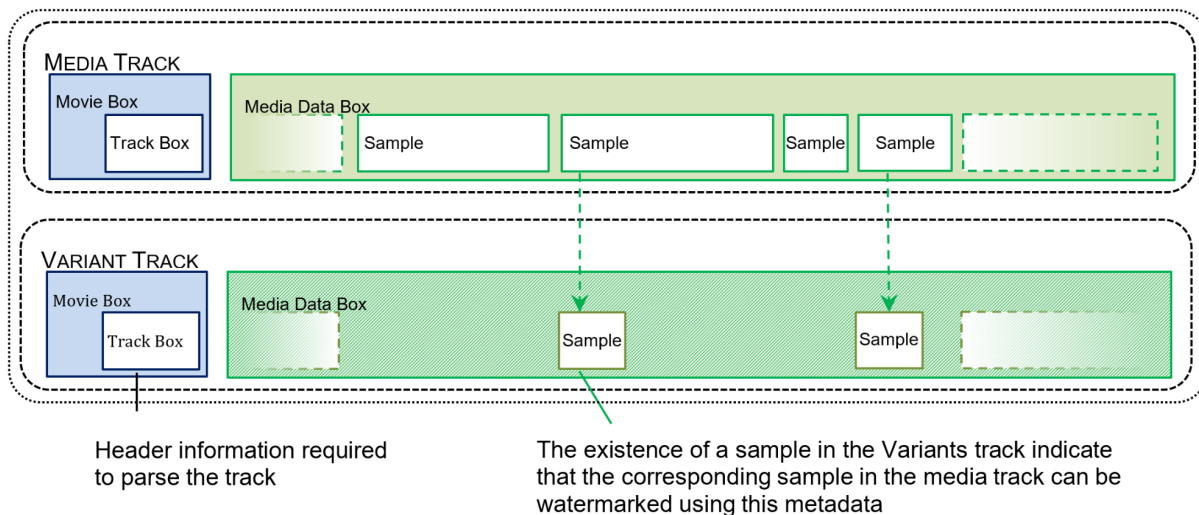 MEDIA TRACK
Movie Box
Track Box
Media Data Box
Sample
Sample
Sample
Sample
VARIANT TRACK
Movie Box
Track Box
Media Data Box
Sample
Sample
Header information required
to parse the track
The existence of a sample in the Variants track indicate
that the corresponding sample in the media track can be
watermarked using this metadata